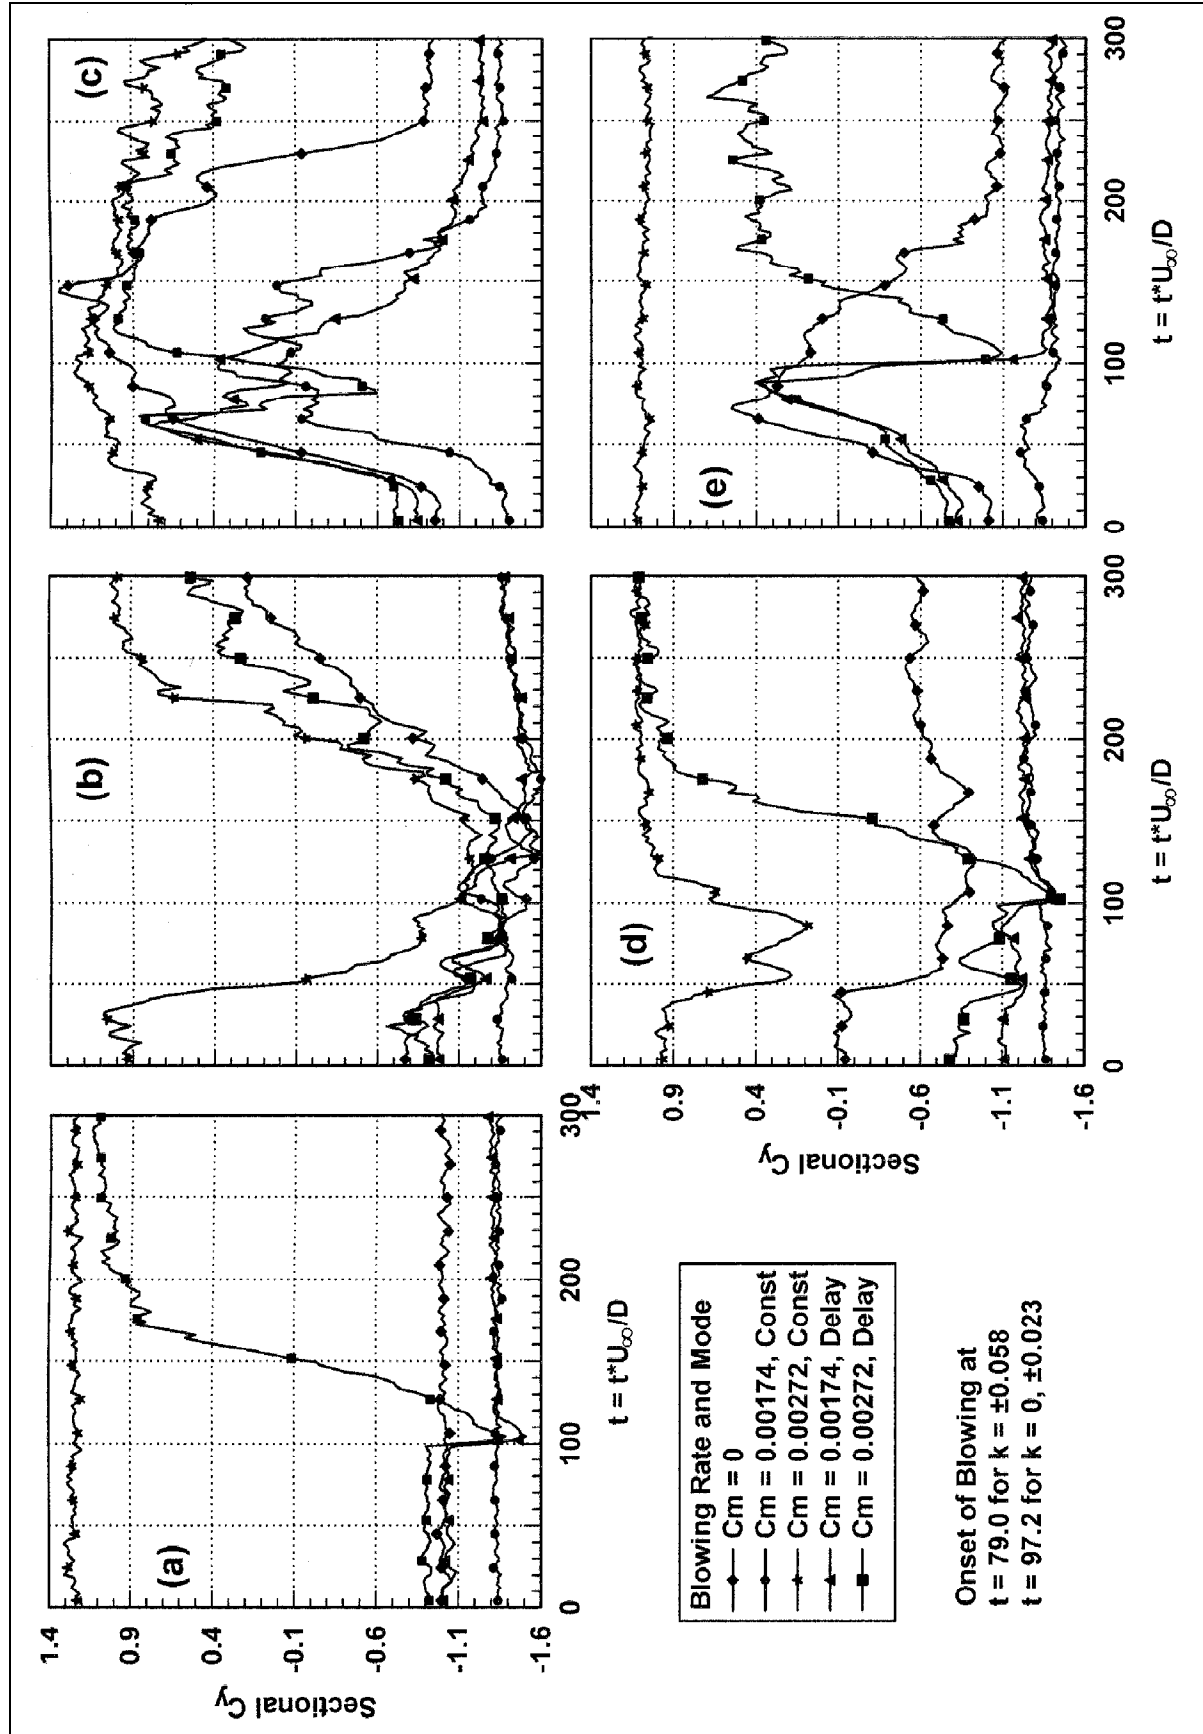 (a)
1.4
0.9
0.4
-0.1
-0.6
-1.1
-1.6
Sectional Cy
0
100
200
300
t = t*U∞/D
(b)
(c)
Blowing Rate and Mode
Cm = 0
Cm = 0.00174, Const
Cm = 0.00272, Const
Cm = 0.00174, Delay
Cm = 0.00272, Delay
Onset of Blowing at
t = 79.0 for k = ±0.058
t = 97.2 for k = 0, ±0.023
(d)
1.4
0.9
0.4
-0.1
-0.6
-1.1
-1.6
Sectional Cy
0
100
200
300
t = t*U∞/D
(e)
0
100
200
300
t = t*U∞/D